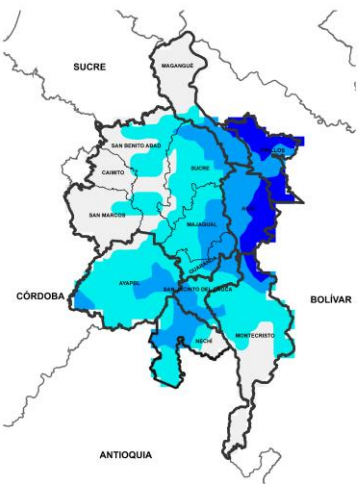 SUCRE
MAGANGUÉ
SAN BENITO ABAD
CAIMITO
SUCRE
SAN MARCOS
MAJAGUAL
GUARANDA
AYAPEL
CÓRDOBA
SAN JACINTO DEL CAUCA
BOLÍVAR
MONTECRISTO
NECHÍ
ANTIOQUIA